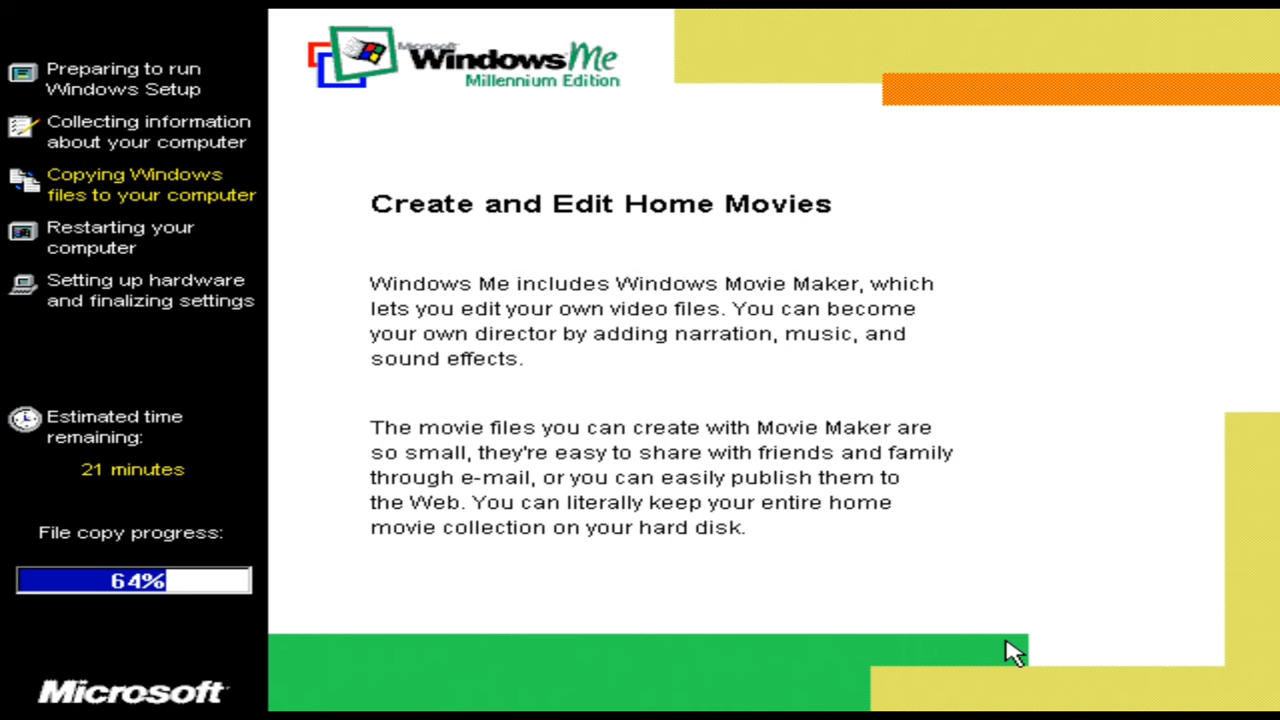 Preparing to run
Windows Setup
Collecting information
about your computer
Copying Windows
files to your computer
Restarting your
computer
Setting up hardware
and finalizing settings
Estimated time
remaining:
21 minutes
File copy progress:
64%
Microsoft
Microsoft
Windows Me
Millennium Edition
Create and Edit Home Movies
Windows Me includes Windows Movie Maker, which
lets you edit your own video files. You can become
your own director by adding narration, music, and
sound effects.
The movie files you can create with Movie Maker are
so small, they're easy to share with friends and family
through e-mail, or you can easily publish them to
the Web. You can literally keep your entire home
movie collection on your hard disk.